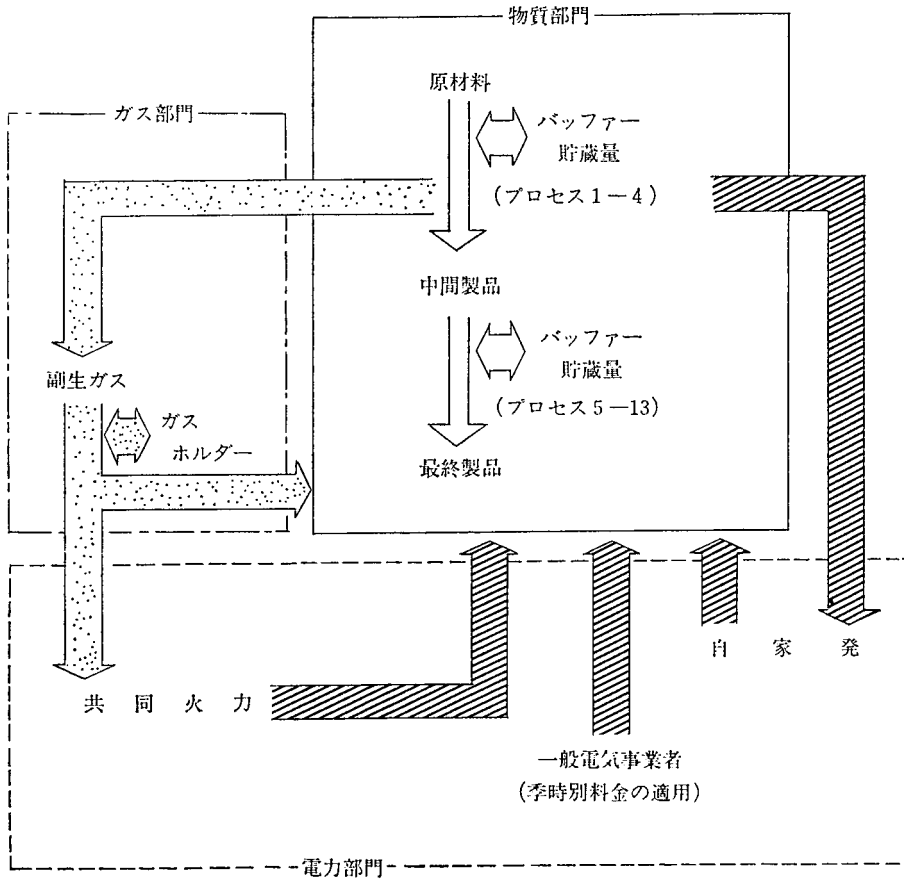 物質部門
原材料
バッファー
貯蔵量
(プロセス1－4)
中間製品
バッファー
貯蔵量
(プロセス5－13)
最終製品
ガス部門
副生ガス
ガス
ホルダー
共同火力
自家発
一般電気事業者
(季時別料金の適用)
電力部門